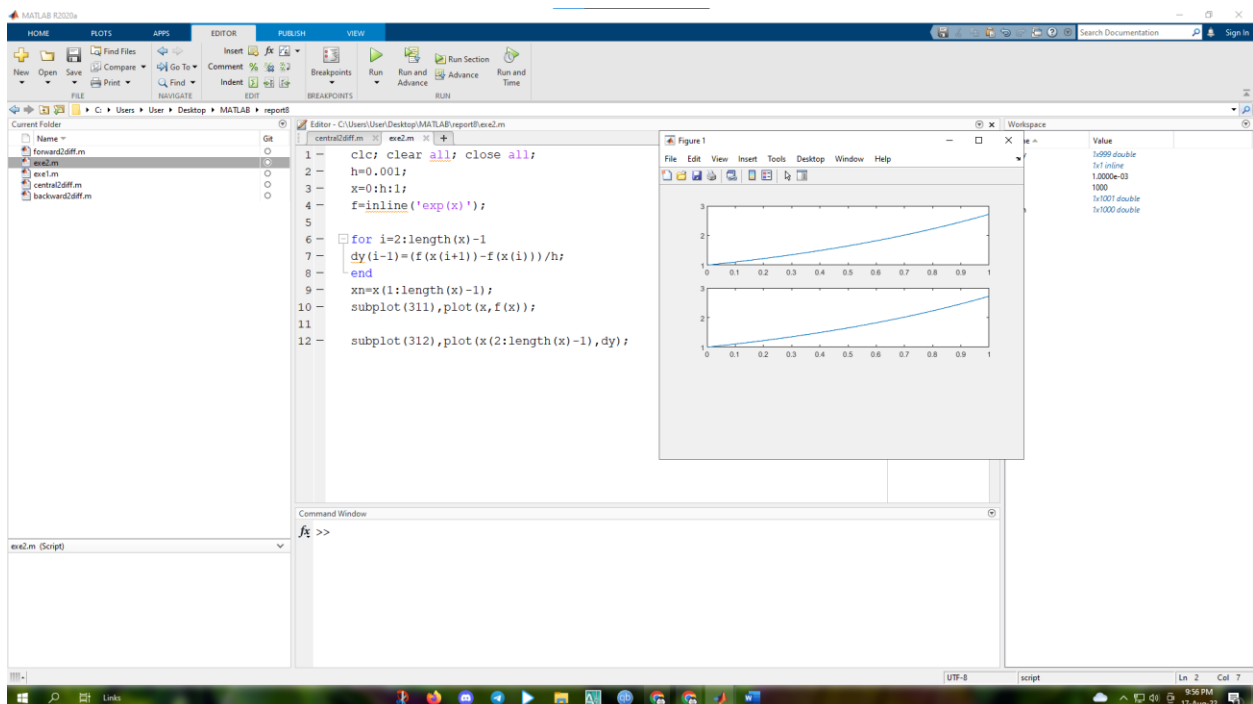 MATLAB R2020a
HOME PLOTS APPS EDITOR PUBLISH VIEW Search Documentation Sign In
New Open Save Find Files Compare Print FILE
Go To Find NAVIGATE
Insert fx Comment % Indent EDIT
Breakpoints BREAKPOINTS
Run Run and Advance Run Section Advance Run and Time RUN
C: Users User Desktop MATLAB report8
Current Folder
Name Git
forward2diff.m
exe2.m
exe1.m
central2diff.m
backward2diff.m
exe2.m (Script)
Editor - C:\Users\User\Desktop\MATLAB\report8\exe2.m
central2diff.m exe2.m +
1 clc; clear all; close all;
2 h=0.001;
3 x=0:h:1;
4 f=inline('exp(x)');
5
6 for i=2:length(x)-1
7 dy(i-1)=(f(x(i+1))-f(x(i)))/h;
8 end
9 xn=x(1:length(x)-1);
10 subplot(311),plot(x,f(x));
11
12 subplot(312),plot(x(2:length(x)-1),dy);
Figure 1
File Edit View Insert Tools Desktop Window Help
3
2
1
0 0.1 0.2 0.3 0.4 0.5 0.6 0.7 0.8 0.9 1
3
2
1
0 0.1 0.2 0.3 0.4 0.5 0.6 0.7 0.8 0.9 1
Workspace
Value
1x999 double
1x1 inline
1.0000e-03
1000
1x1001 double
1x1000 double
Command Window
fx >>
UTF-8 script Ln 2 Col 7
Links
9:56 PM
17-Aug-22